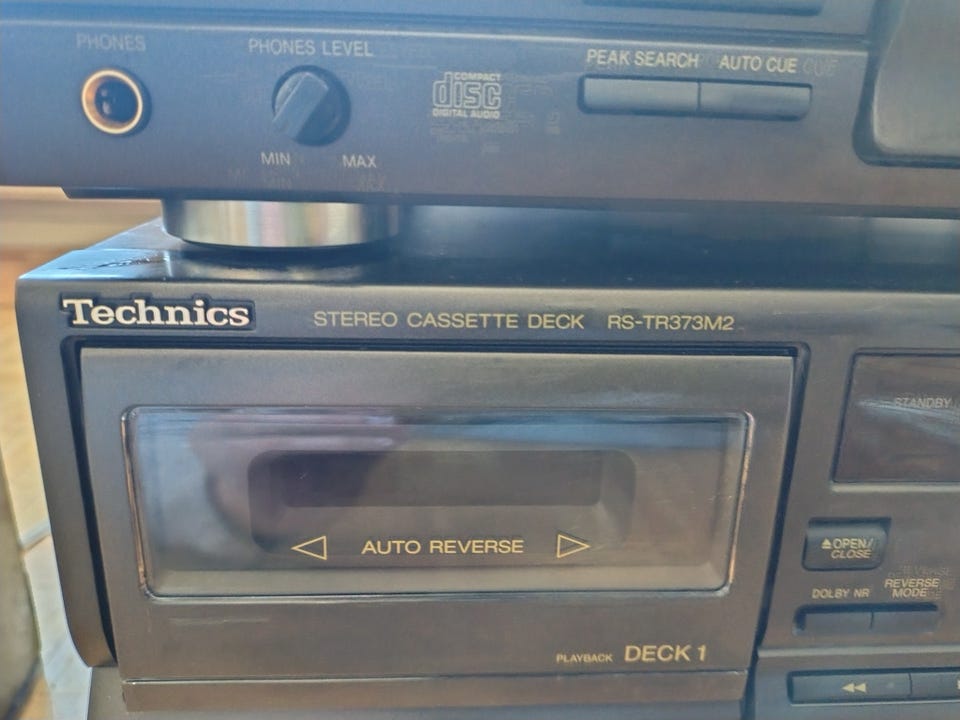 PHONES
PHONES LEVEL
MIN MAX
COMPACT
disc
DIGITAL AUDIO
PEAK SEARCH AUTO CUE
Technics STEREO CASSETTE DECK RS-TR373M2
STANDBY
AUTO REVERSE
OPEN/
CLOSE
DOLBY NR REVERSE
MODE
PLAYBACK DECK 1